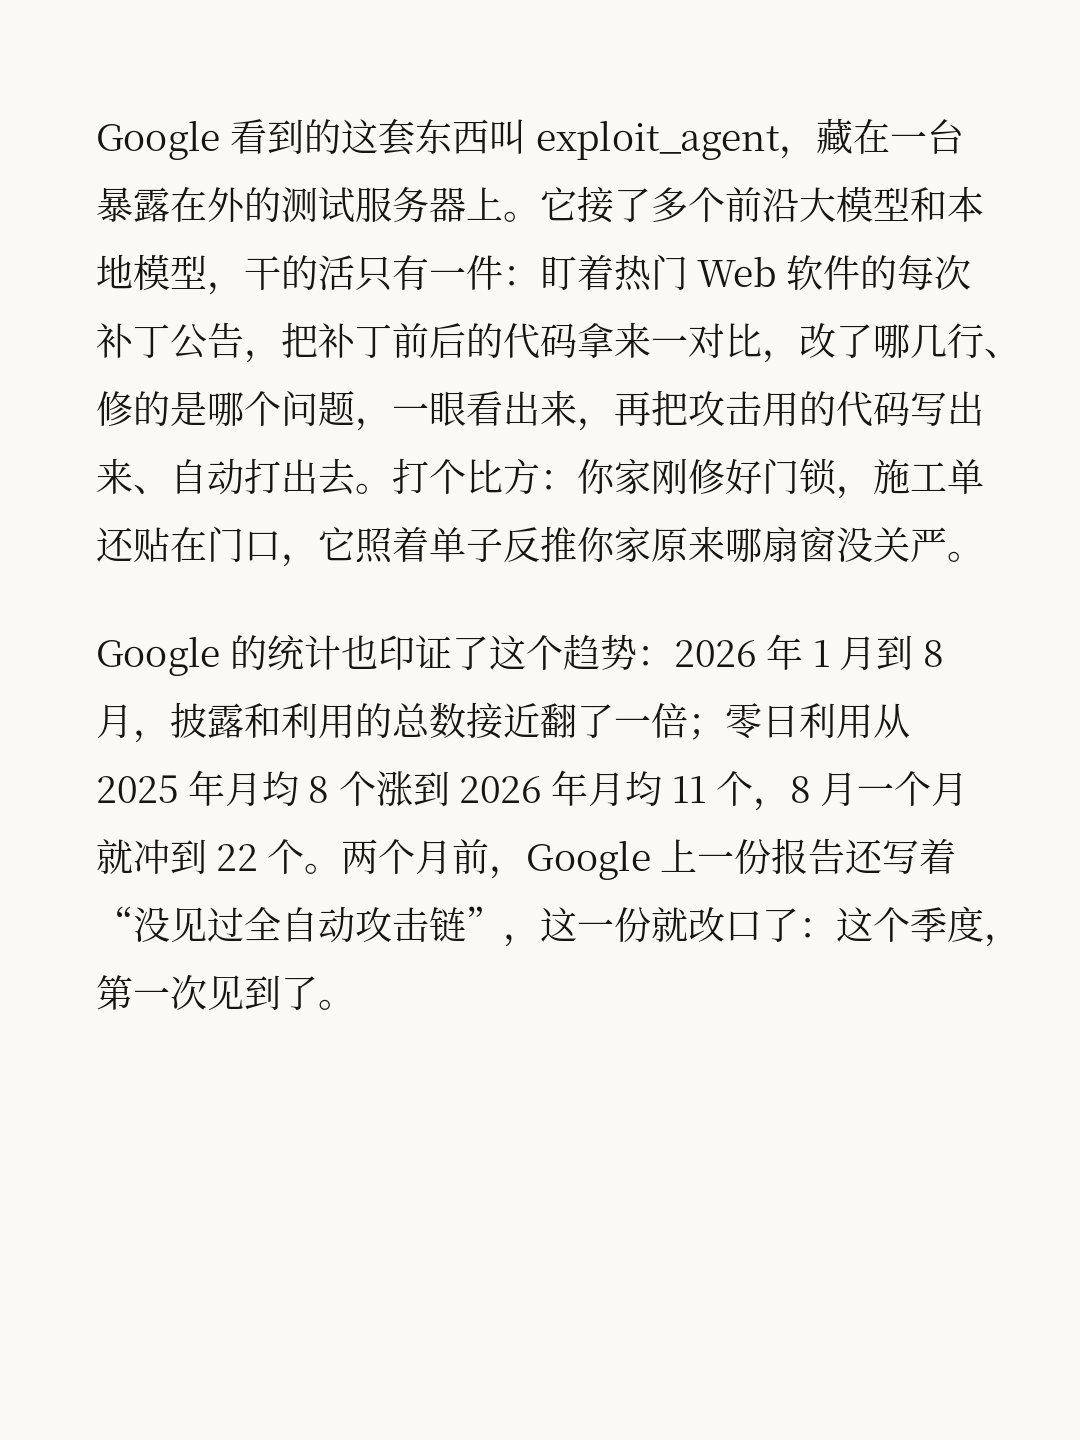 Google 看到的这套东西叫 exploit_agent，藏在一台
暴露在外的测试服务器上。它接了多个前沿大模型和本
地模型，干的活只有一件：盯着热门 Web 软件的每次
补丁公告，把补丁前后的代码拿来一对比，改了哪几行、
修的是哪个问题，一眼看出来，再把攻击用的代码写出
来、自动打出去。打个比方：你家刚修好门锁，施工单
还贴在门口，它照着单子反推你家原来哪扇窗没关严。
Google 的统计也印证了这个趋势：2026 年 1 月到 8
月，披露和利用的总数接近翻了一倍；零日利用从
2025 年月均 8 个涨到 2026 年月均 11 个，8 月一个月
就冲到 22 个。两个月前，Google 上一份报告还写着
“没见过全自动攻击链”，这一份就改口了：这个季度，
第一次见到了。